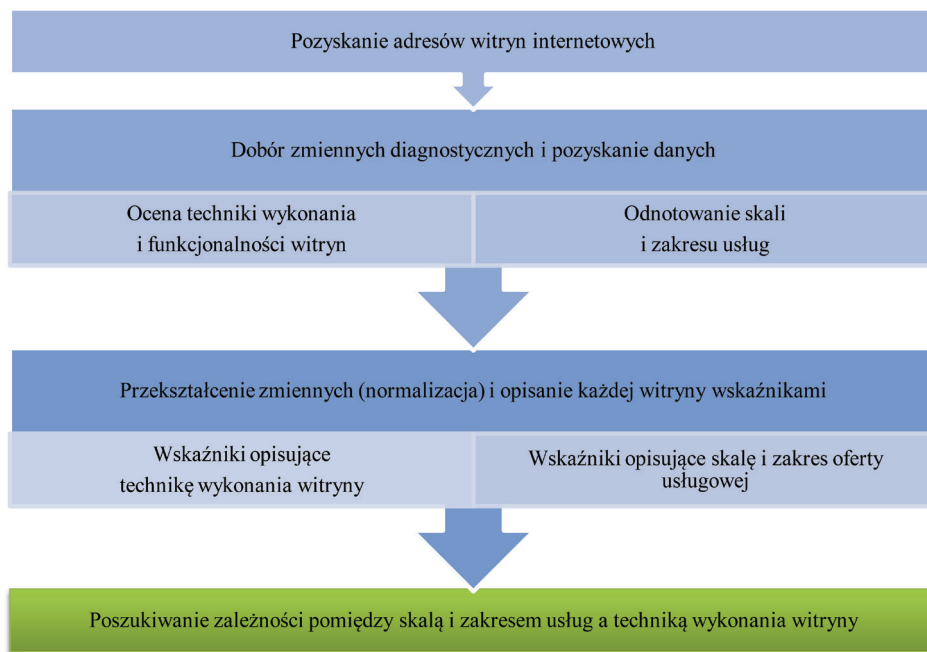 Pozyskanie adresów witryn internetowych
Dobór zmiennych diagnostycznych i pozyskanie danych
Ocena techniki wykonania
i funkcjonalności witryn
Odnotowanie skali
i zakresu usług
Przekształcenie zmiennych (normalizacja) i opisanie każdej witryny wskaźnikami
Wskaźniki opisujące
technikę wykonania witryny
Wskaźniki opisujące skalę i zakres oferty
usługowej
Poszukiwanie zależności pomiędzy skalą i zakresem usług a techniką wykonania witryny